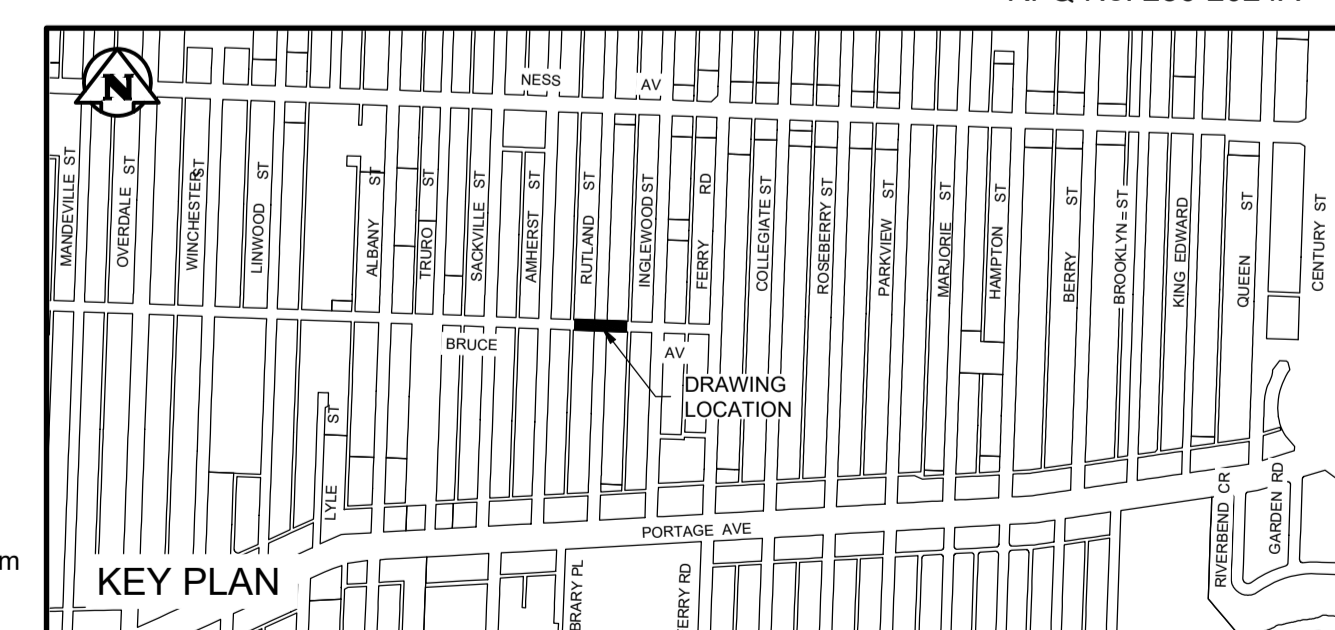 N
NESS AV
MANDEVILLE ST
OVERDALE ST
WINCHESTER ST
LINWOOD ST
ALBANY ST
TRURO ST
SACKVILLE ST
AMHERST ST
RUTLAND ST
INGLEWOOD ST
FERRY RD
COLLEGIATE ST
ROSEBERRY ST
PARKVIEW ST
MARJORIE ST
HAMPTON ST
BERRY ST
BROOKLYN ST
KING EDWARD
QUEEN ST
CENTURY ST
BRUCE AV
DRAWING
LOCATION
LYLE ST
PORTAGE AVE
RIVERBEND CR
GARDEN RD
m
KEY PLAN
BRARY PL
ERRY RD